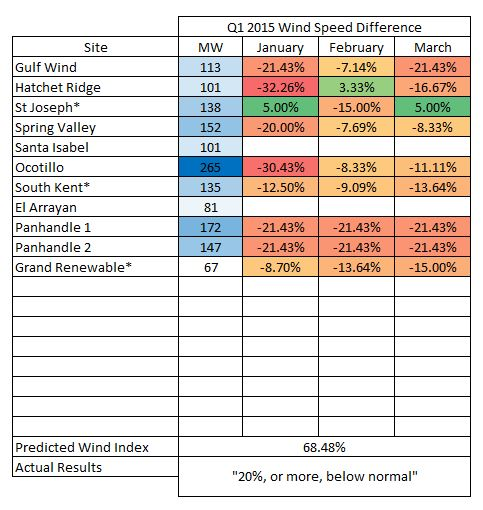 Q1 2015 Wind Speed Difference
Site MW January February March
Gulf Wind 113 -21.43% -7.14% -21.43%
Hatchet Ridge 101 -32.26% 3.33% -16.67%
St Joseph* 138 5.00% -15.00% 5.00%
Spring Valley 152 -20.00% -7.69% -8.33%
Santa Isabel 101
Ocotillo 265 -30.43% -8.33% -11.11%
South Kent* 135 -12.50% -9.09% -13.64%
El Arrayan 81
Panhandle 1 172 -21.43% -21.43% -21.43%
Panhandle 2 147 -21.43% -21.43% -21.43%
Grand Renewable* 67 -8.70% -13.64% -15.00%
Predicted Wind Index 68.48%
Actual Results "20%, or more, below normal"